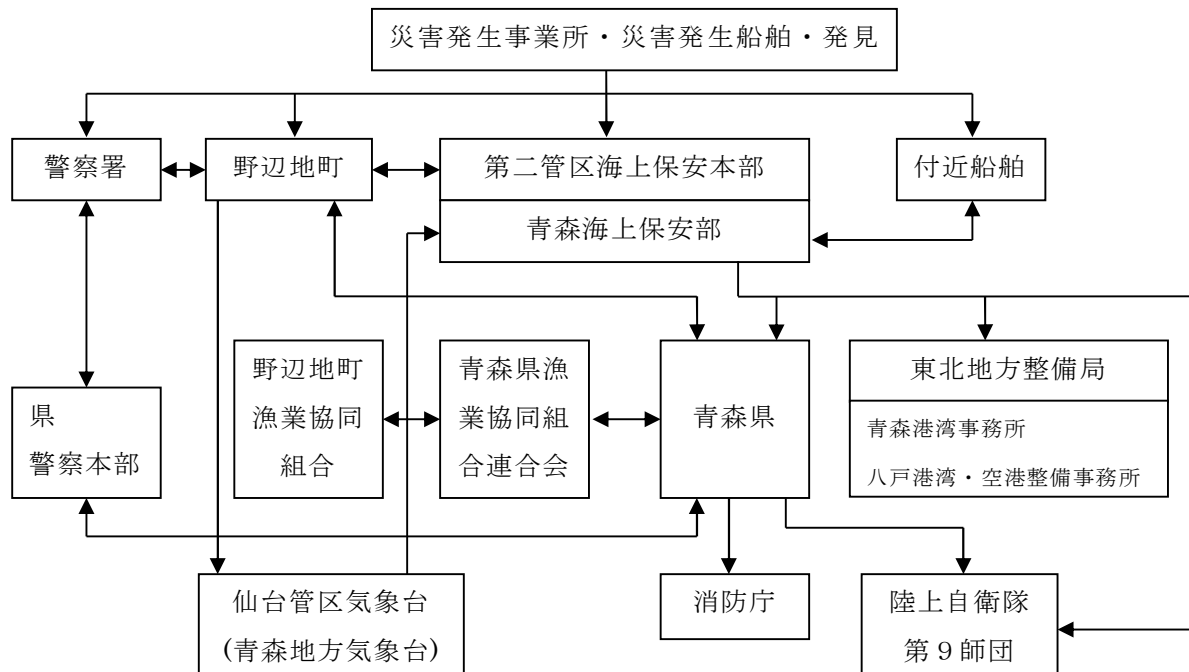 災害発生事業所・災害発生船舶・発見
警察署
野辺地町
第二管区海上保安本部
青森海上保安部
付近船舶
県
警察本部
野辺地町
漁業協同
組合
青森県漁
業協同組
合連合会
青森県
東北地方整備局
青森港湾事務所
八戸港湾・空港整備事務所
仙台管区気象台
(青森地方気象台)
消防庁
陸上自衛隊
第９師団